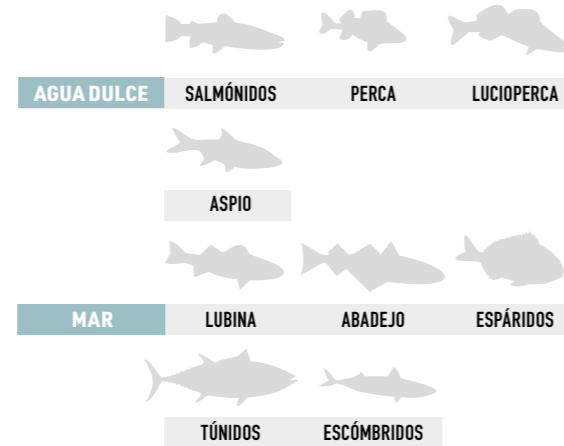 AGUA DULCE SALMÓNIDOS PERCA LUCIOPERCA
ASPIO
MAR LUBINA ABADEJO ESPÁRIDOS
TÚNIDOS ESCÓMBRIDOS